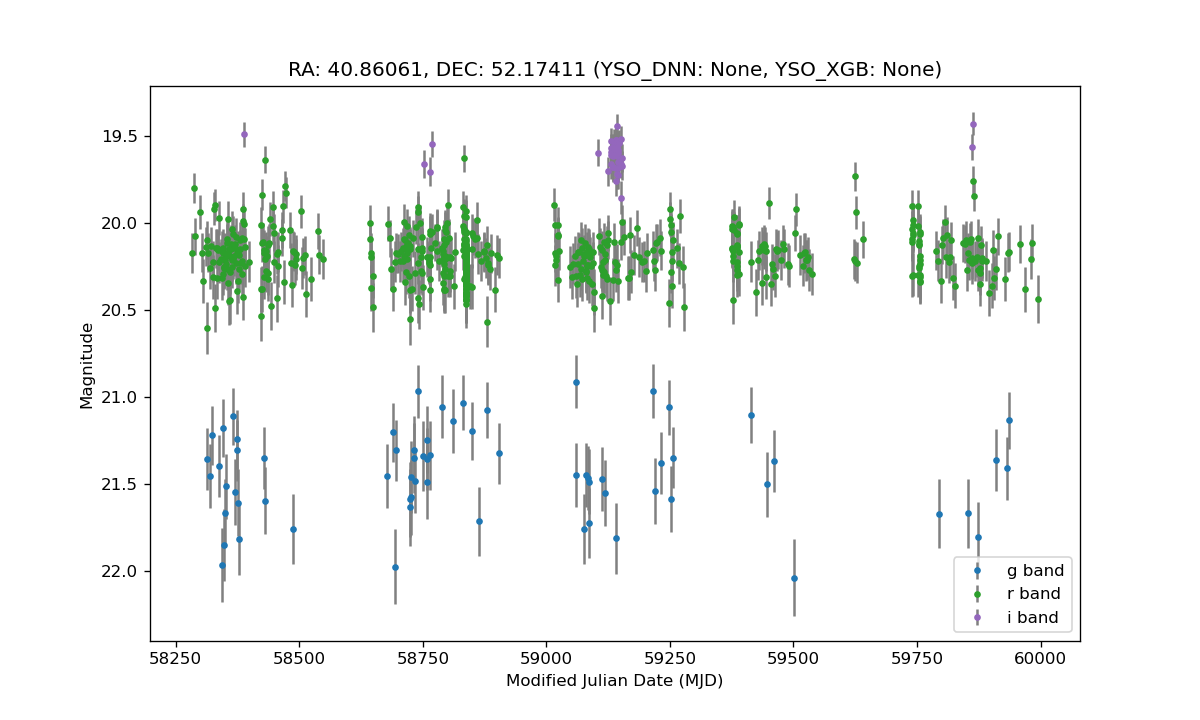 RA: 40.86061, DEC: 52.17411 (YSO_DNN: None, YSO_XGB: None)
Magnitude
19.5
20.0
20.5
21.0
21.5
22.0
g band
r band
i band
58250 58500 58750 59000 59250 59500 59750 60000
Modified Julian Date (MJD)